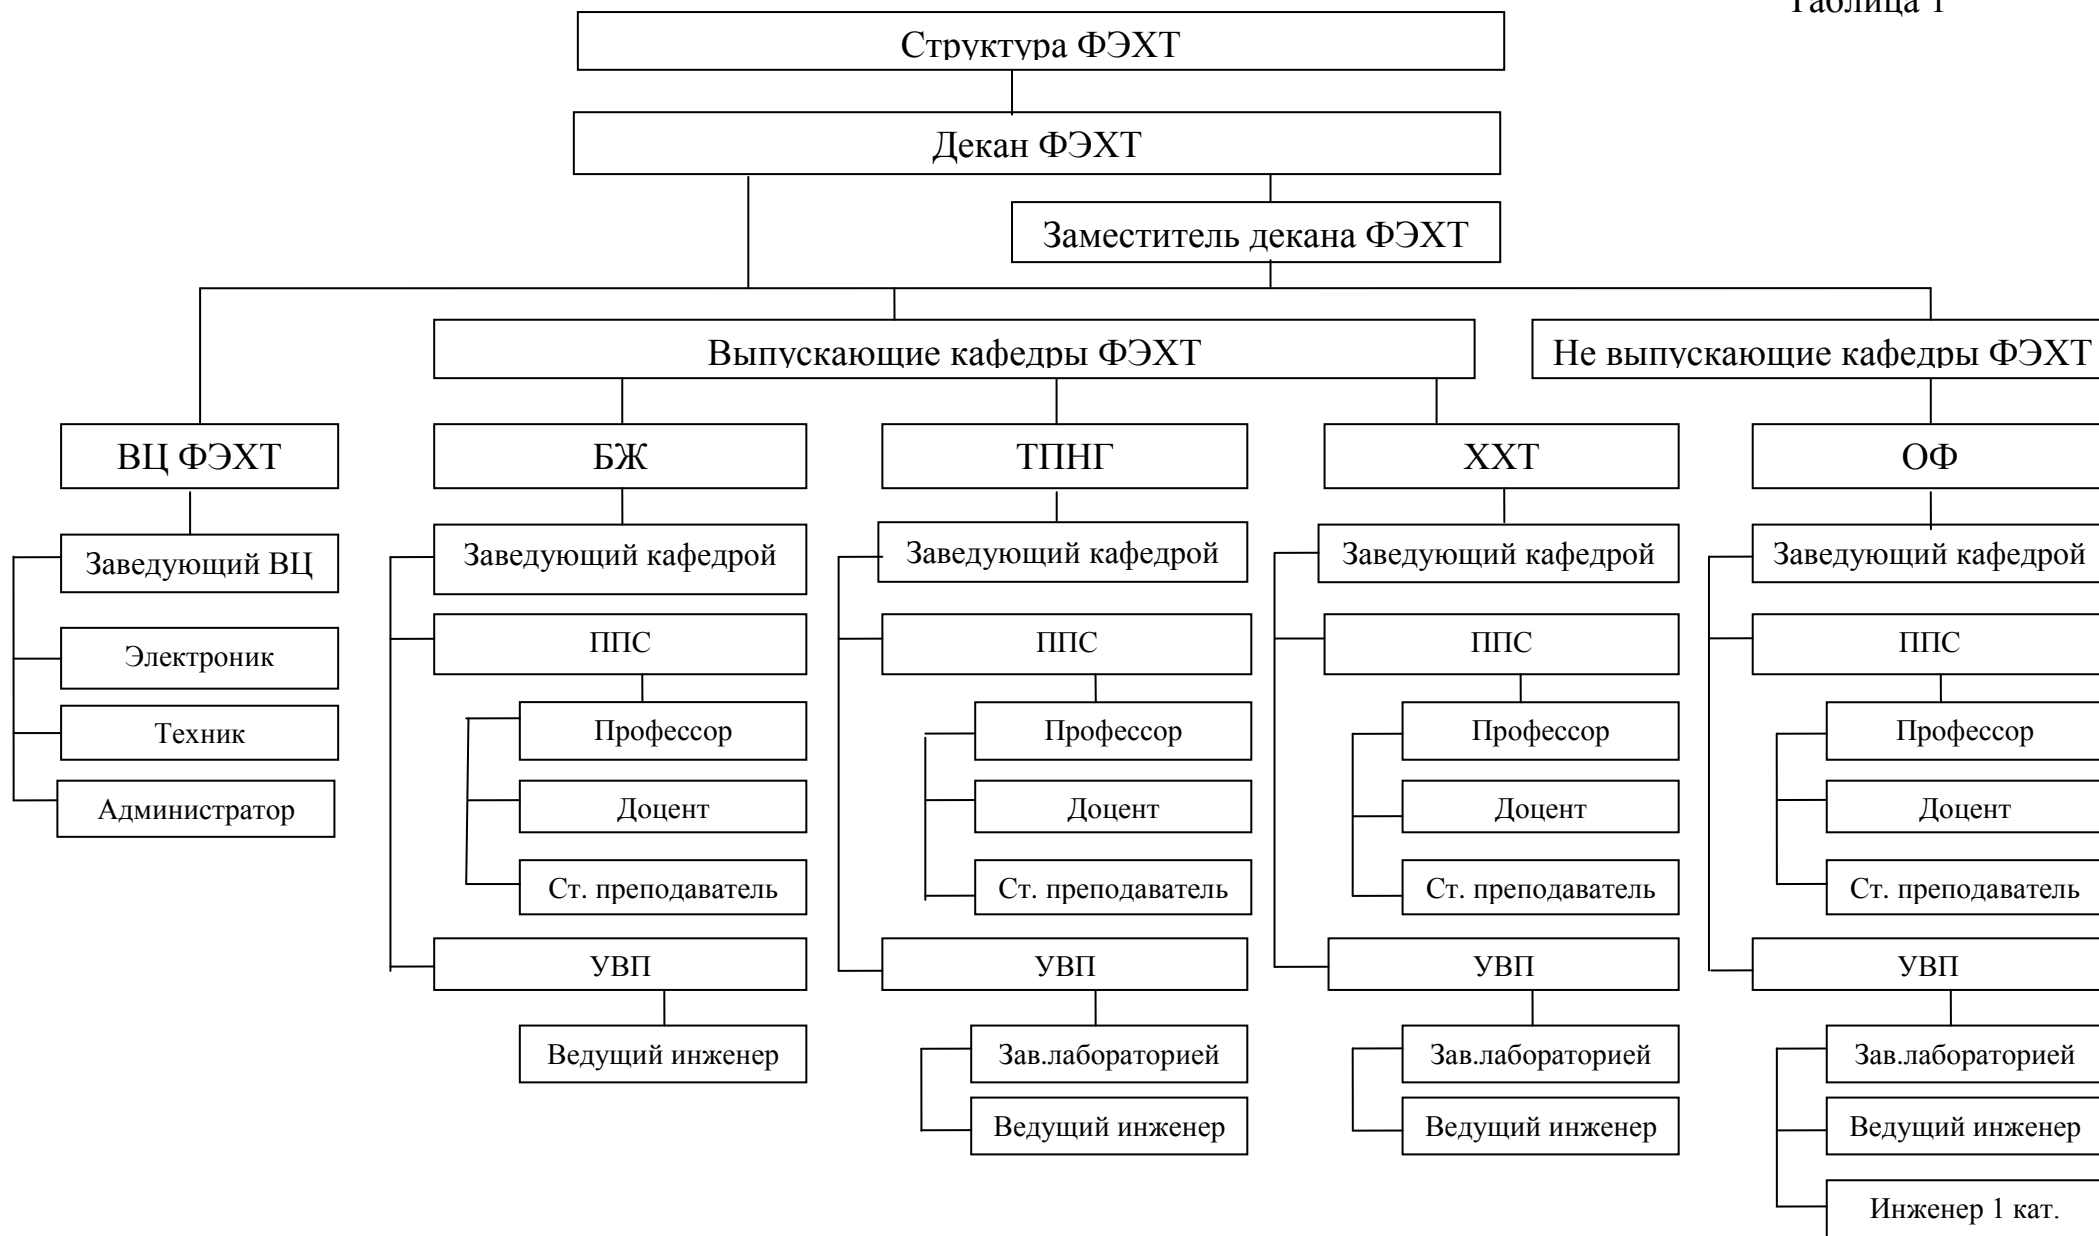 Таблица 1
Структура ФЭХТ
Декан ФЭХТ
Заместитель декана ФЭХТ
Выпускающие кафедры ФЭХТ
Не выпускающие кафедры ФЭХТ
ВЦ ФЭХТ
Заведующий ВЦ
Электроник
Техник
Администратор
БЖ
Заведующий кафедрой
ППС
Профессор
Доцент
Ст. преподаватель
УВП
Ведущий инженер
ТПНГ
Заведующий кафедрой
ППС
Профессор
Доцент
Ст. преподаватель
УВП
Зав.лабораторией
Ведущий инженер
ХХТ
Заведующий кафедрой
ППС
Профессор
Доцент
Ст. преподаватель
УВП
Зав.лабораторией
Ведущий инженер
ОФ
Заведующий кафедрой
ППС
Профессор
Доцент
Ст. преподаватель
УВП
Зав.лабораторией
Ведущий инженер
Инженер 1 кат.